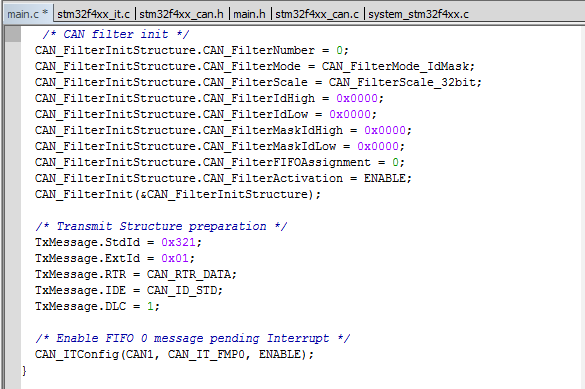 main.c * stm32f4xx_it.c stm32f4xx_can.h main.h stm32f4xx_can.c system_stm32f4xx.c
/* CAN filter init */
CAN_FilterInitStructure.CAN_FilterNumber = 0;
CAN_FilterInitStructure.CAN_FilterMode = CAN_FilterMode_IdMask;
CAN_FilterInitStructure.CAN_FilterScale = CAN_FilterScale_32bit;
CAN_FilterInitStructure.CAN_FilterIdHigh = 0x0000;
CAN_FilterInitStructure.CAN_FilterIdLow = 0x0000;
CAN_FilterInitStructure.CAN_FilterMaskIdHigh = 0x0000;
CAN_FilterInitStructure.CAN_FilterMaskIdLow = 0x0000;
CAN_FilterInitStructure.CAN_FilterFIFOAssignment = 0;
CAN_FilterInitStructure.CAN_FilterActivation = ENABLE;
CAN_FilterInit(&CAN_FilterInitStructure);
/* Transmit Structure preparation */
TxMessage.StdId = 0x321;
TxMessage.ExtId = 0x01;
TxMessage.RTR = CAN_RTR_DATA;
TxMessage.IDE = CAN_ID_STD;
TxMessage.DLC = 1;
/* Enable FIFO 0 message pending Interrupt */
CAN_ITConfig(CAN1, CAN_IT_FMP0, ENABLE);
}